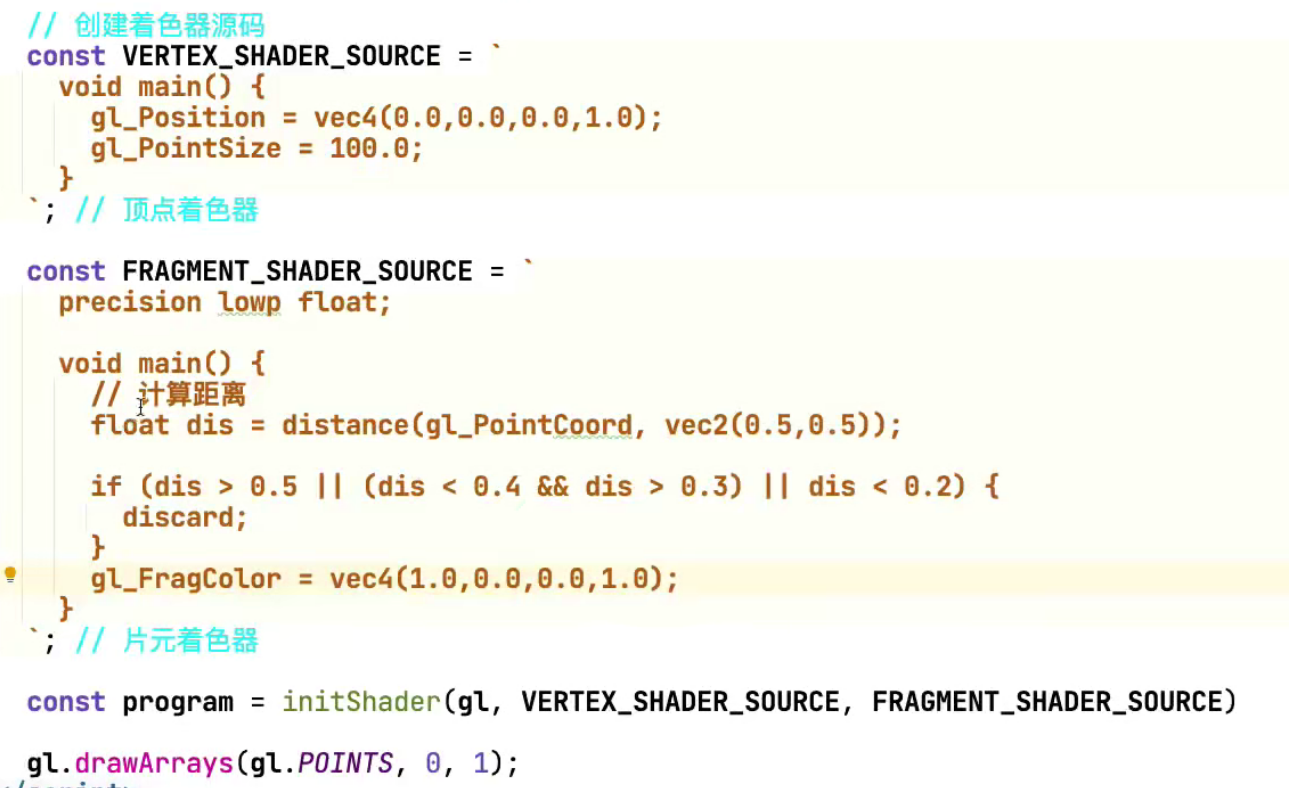 // 创建着色器源码
const VERTEX_SHADER_SOURCE = `
void main() {
gl_Position = vec4(0.0,0.0,0.0,1.0);
gl_PointSize = 100.0;
}
`; // 顶点着色器
const FRAGMENT_SHADER_SOURCE = `
precision lowp float;
void main() {
// 计算距离
float dis = distance(gl_PointCoord, vec2(0.5,0.5));
if (dis > 0.5 || (dis < 0.4 && dis > 0.3) || dis < 0.2) {
discard;
}
gl_FragColor = vec4(1.0,0.0,0.0,1.0);
}
`; // 片元着色器
const program = initShader(gl, VERTEX_SHADER_SOURCE, FRAGMENT_SHADER_SOURCE)
gl.drawArrays(gl.POINTS, 0, 1);